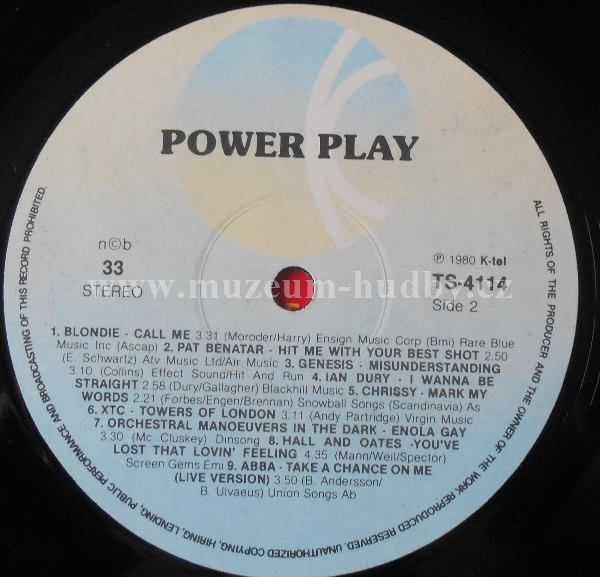 POWER PLAY
n©b
33
STEREO
℗ 1980 K-tel
TS-4114
Side 2
www.muzeum-hudby.cz
1. BLONDIE - CALL ME 3.31 (Moroder/Harry) Ensign Music Corp (Bmi) Rare Blue
Music Inc (Ascap) 2. PAT BENATAR - HIT ME WITH YOUR BEST SHOT 2.50
(E. Schwartz) Atv Music Ltd/Air Music 3. GENESIS - MISUNDERSTANDING
3.10 (Collins) Effect Sound/Hit And Run 4. IAN DURY - I WANNA BE
STRAIGHT 2.58 (Dury/Gallagher) Blackhill Music 5. CHRISSY - MARK MY
WORDS 2.21 (Forbes/Engen/Brennan) Snowball Songs (Scandinavia) As
6. XTC - TOWERS OF LONDON 3.11 (Andy Partridge) Virgin Music
7. ORCHESTRAL MANOEUVERS IN THE DARK - ENOLA GAY
3.30 (Mc Cluskey) Dinsong 8. HALL AND OATES -YOU'VE
LOST THAT LOVIN' FEELING 4.35 (Mann/Weil/Spector)
Screen Gems Emi 9. ABBA - TAKE A CHANCE ON ME
(LIVE VERSION) 3.50 (B. Andersson/
B. Ulvaeus) Union Songs Ab
ALL RIGHTS OF THE PRODUCER AND THE OWNER OF THE WORK REPRODUCED RESERVED. UNAUTHORIZED COPYING, HIRING, LENDING, PUBLIC PERFORMANCE AND BROADCASTING OF THIS RECORD PROHIBITED.